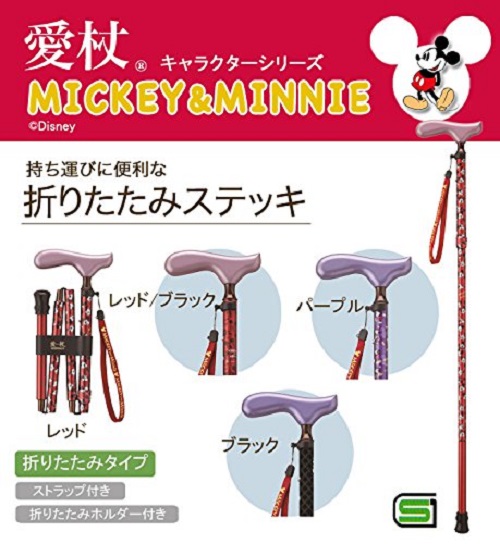 愛杖® キャラクターシリーズ
MICKEY&MINNIE
©Disney
持ち運びに便利な
折りたたみステッキ
レッド/ブラック
パープル
レッド
ブラック
折りたたみタイプ
ストラップ付き
折りたたみホルダー付き